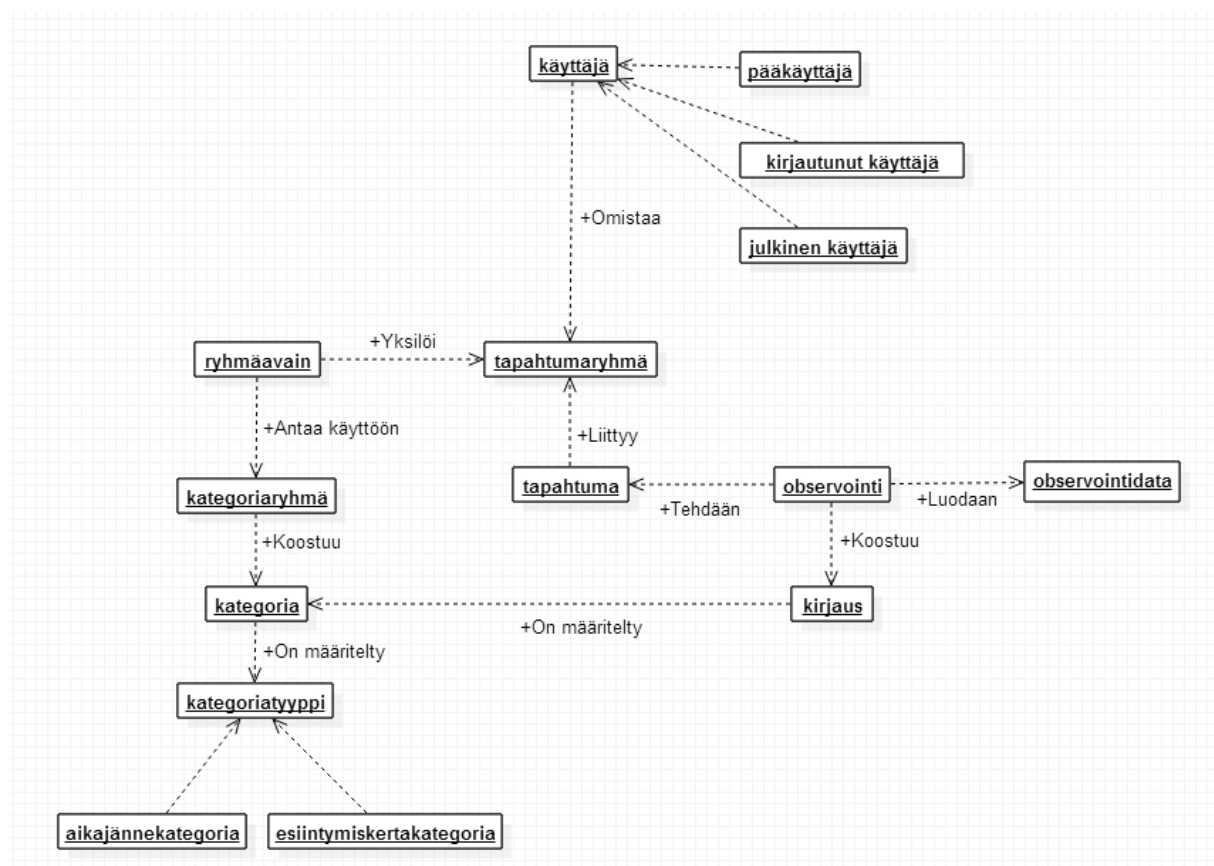 käyttäjä
pääkäyttäjä
kirjautunut käyttäjä
+Omistaa
julkinen käyttäjä
+Yksilöi
ryhmäavain
tapahtumaryhmä
+Antaa käyttöön
+Liittyy
kategoriaryhmä
tapahtuma
observointi
observointidata
+Tehdään
+Luodaan
+Koostuu
+Koostuu
kategoria
kirjaus
+On määritelty
+On määritelty
kategoriatyyppi
aikajännekategoria
esiintymiskertakategoria